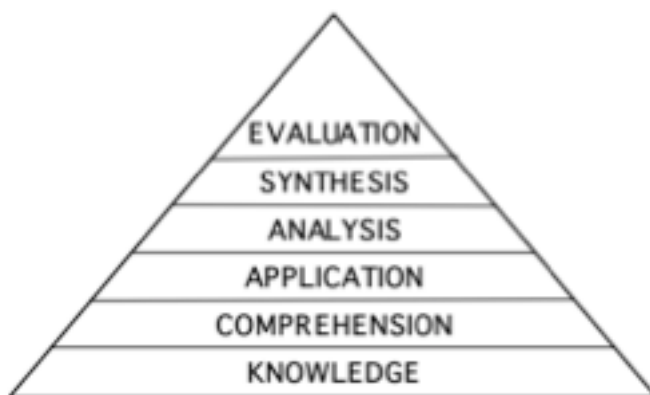 EVALUATION
SYNTHESIS
ANALYSIS
APPLICATION
COMPREHENSION
KNOWLEDGE